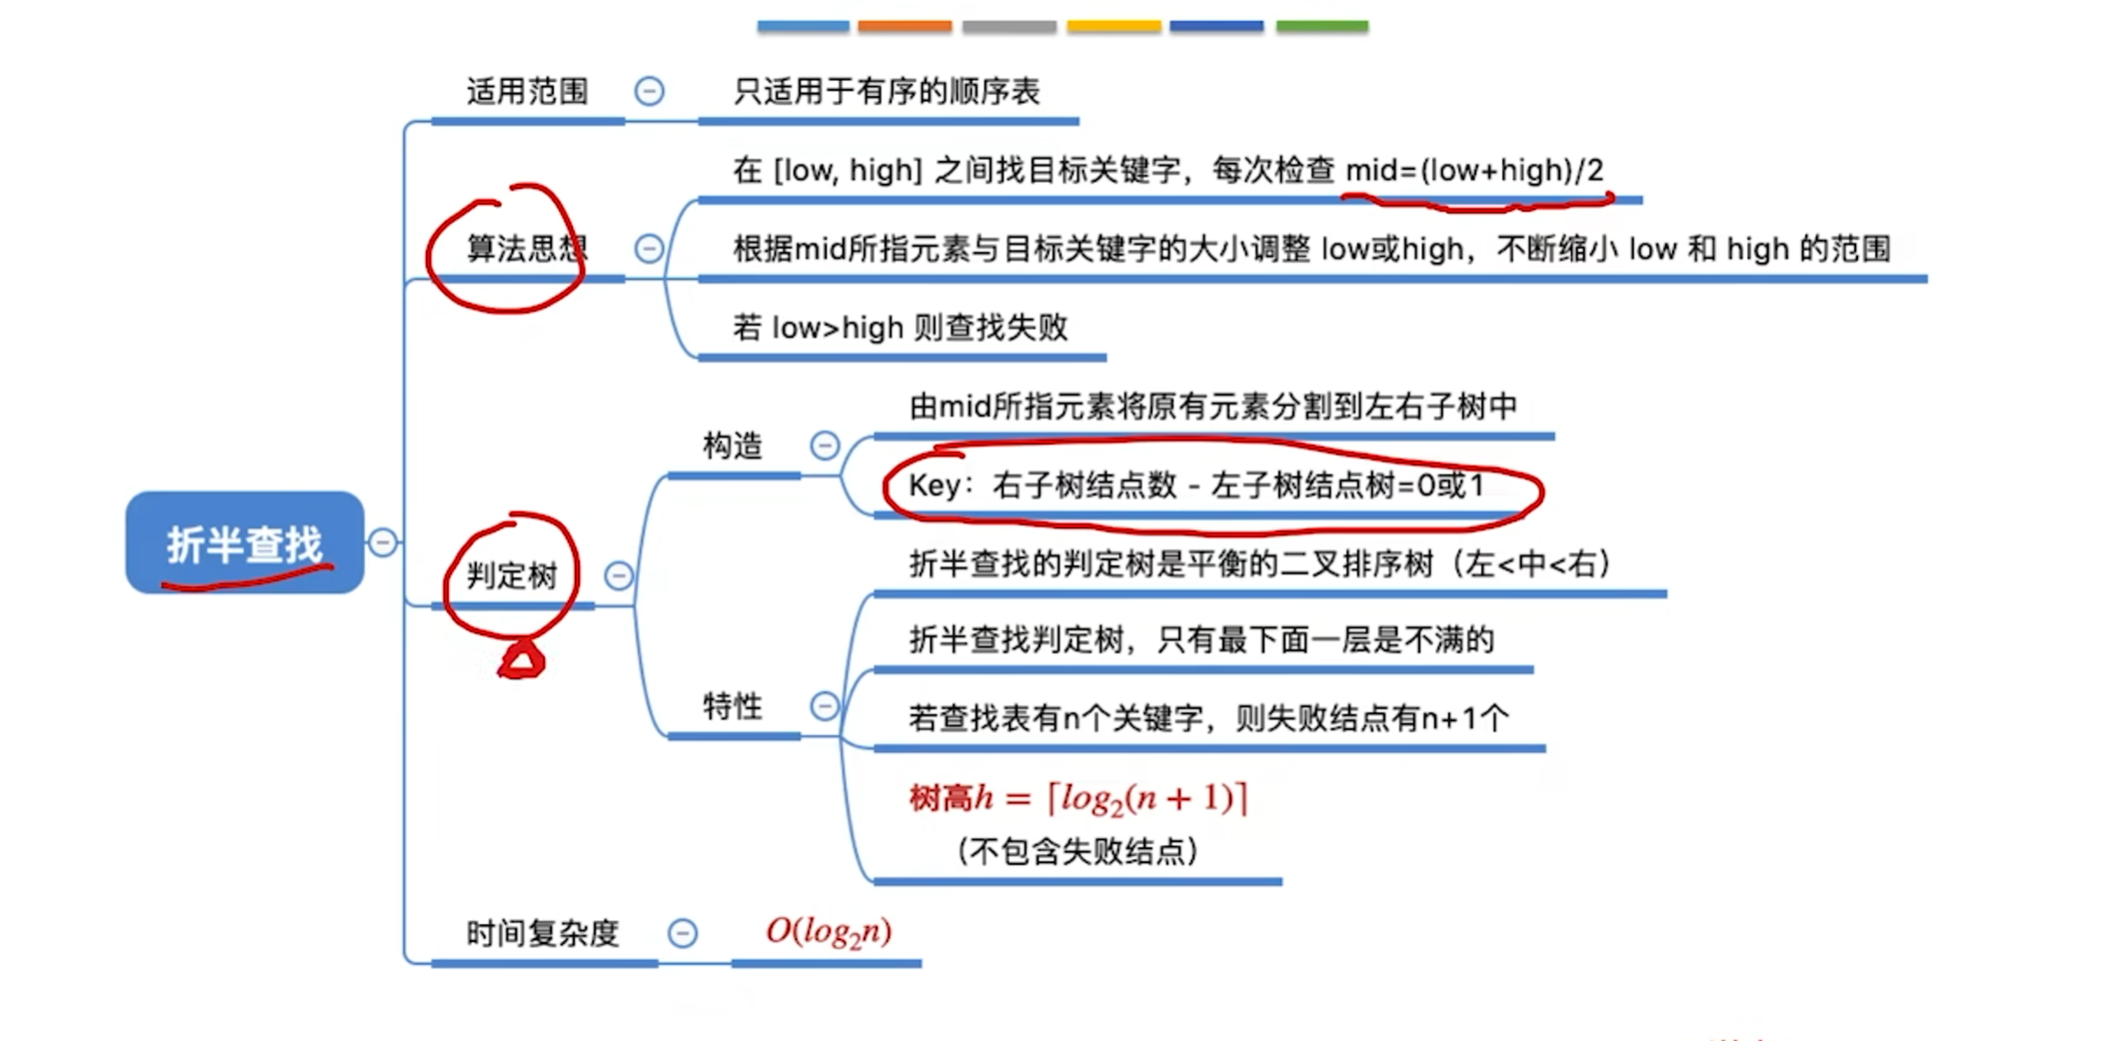 适用范围
只适用于有序的顺序表
在 [low, high] 之间找目标关键字，每次检查 mid=(low+high)/2
算法思想
根据mid所指元素与目标关键字的大小调整 low或high，不断缩小 low 和 high 的范围
若 low>high 则查找失败
由mid所指元素将原有元素分割到左右子树中
构造
Key：右子树结点数 - 左子树结点树=0或1
折半查找
判定树
折半查找的判定树是平衡的二叉排序树（左<中<右）
折半查找判定树，只有最下面一层是不满的
特性
若查找表有n个关键字，则失败结点有n+1个
树高h = ⌈log₂(n + 1)⌉
（不包含失败结点）
时间复杂度
O(log₂n)